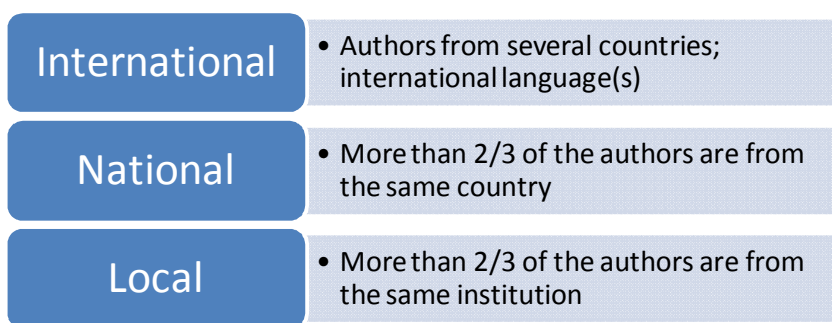 International
• Authors from several countries;
international language(s)
National
• More than 2/3 of the authors are from
the same country
Local
• More than 2/3 of the authors are from
the same institution